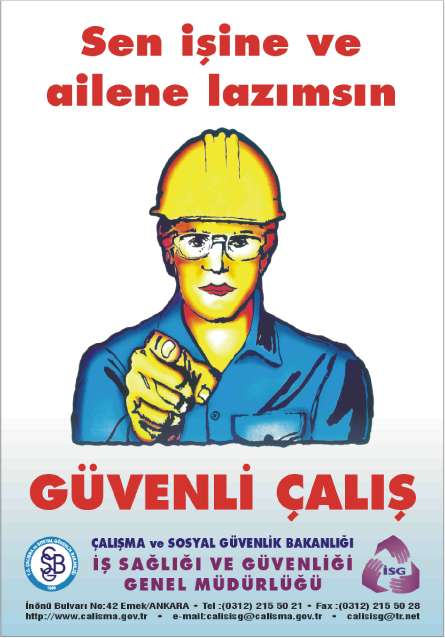 Sen işine ve
ailene lazımsın
GÜVENLİ ÇALIŞ
ÇALIŞMA ve SOSYAL GÜVENLİK BAKANLIĞI
İŞ SAĞLIĞI VE GÜVENLİĞİ
GENEL MÜDÜRLÜĞÜ
İSG
İnönü Bulvarı No:42 Emek/ANKARA • Tel :(0312) 215 50 21 • Fax :(0312) 215 50 28
http://www.calisma.gov.tr • e-mail:calisisg@calisma.gov.tr • calisisg@tr.net